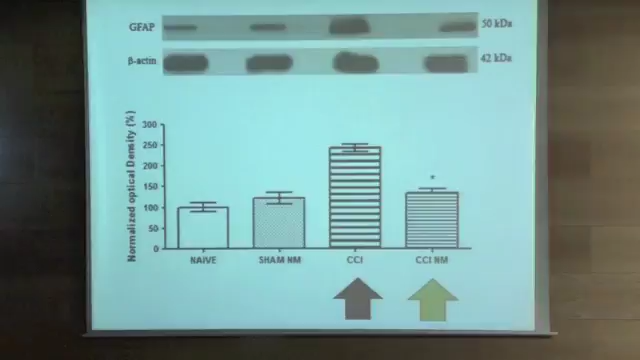 GFAP 50 kDa
β-actin 42 kDa
Normalized optical Density (%)
300
250
200
150
100
50
0
*
NAIVE SHAM NM CCI CCI NM